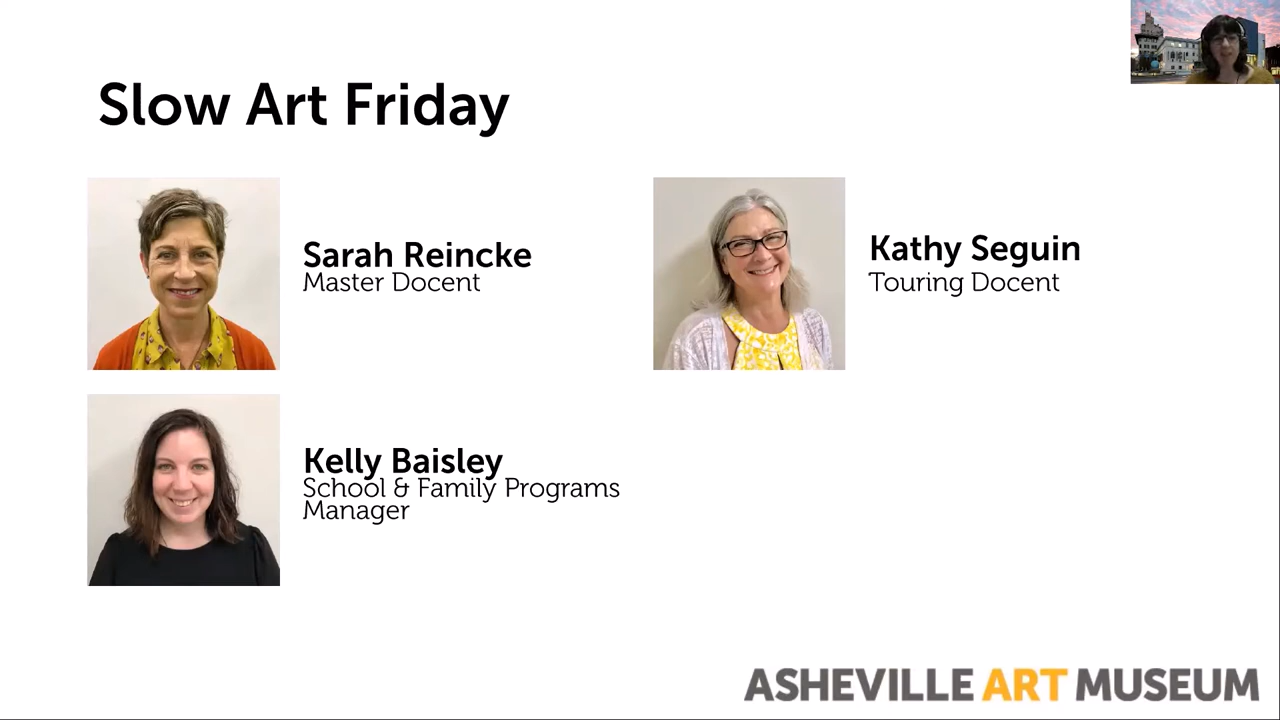 Slow Art Friday
Sarah Reincke
Master Docent
Kathy Seguin
Touring Docent
Kelly Baisley
School & Family Programs
Manager
ASHEVILLE ART MUSEUM